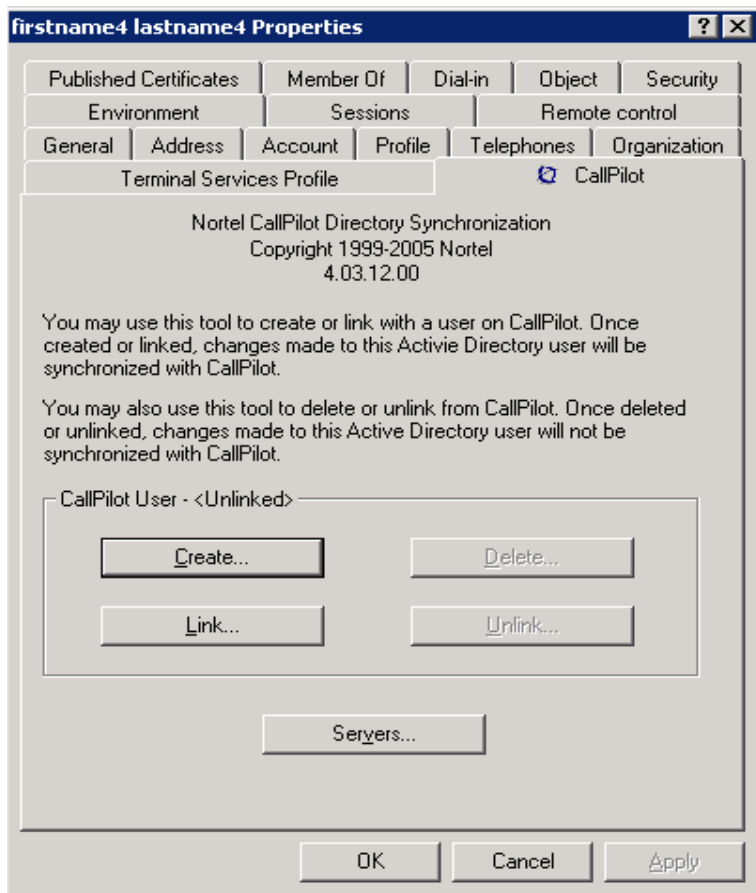 firstname4 lastname4 Properties
Published Certificates Member Of Dial-in Object Security
Environment Sessions Remote control
General Address Account Profile Telephones Organization
Terminal Services Profile CallPilot
Nortel CallPilot Directory Synchronization
Copyright 1999-2005 Nortel
4.03.12.00
You may use this tool to create or link with a user on CallPilot. Once
created or linked, changes made to this Activie Directory user will be
synchronized with CallPilot.
You may also use this tool to delete or unlink from CallPilot. Once deleted
or unlinked, changes made to this Active Directory user will not be
synchronized with CallPilot.
CallPilot User - <Unlinked>
Create... Delete...
Link... Unlink...
Servers...
OK Cancel Apply